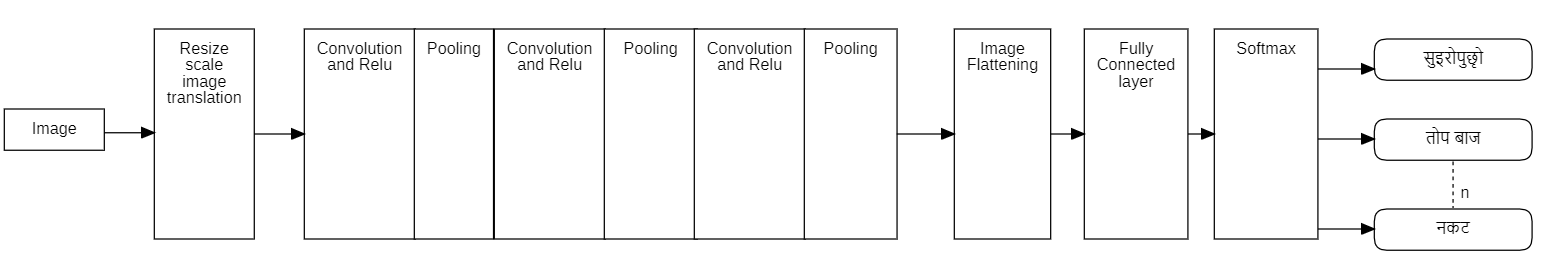 Image
Resize
scale
image
translation
Convolution
and Relu
Pooling
Convolution
and Relu
Pooling
Convolution
and Relu
Pooling
Image
Flattening
Fully
Connected
layer
Softmax
सुइरोपुछ्रो
तोप बाज
n
नकट